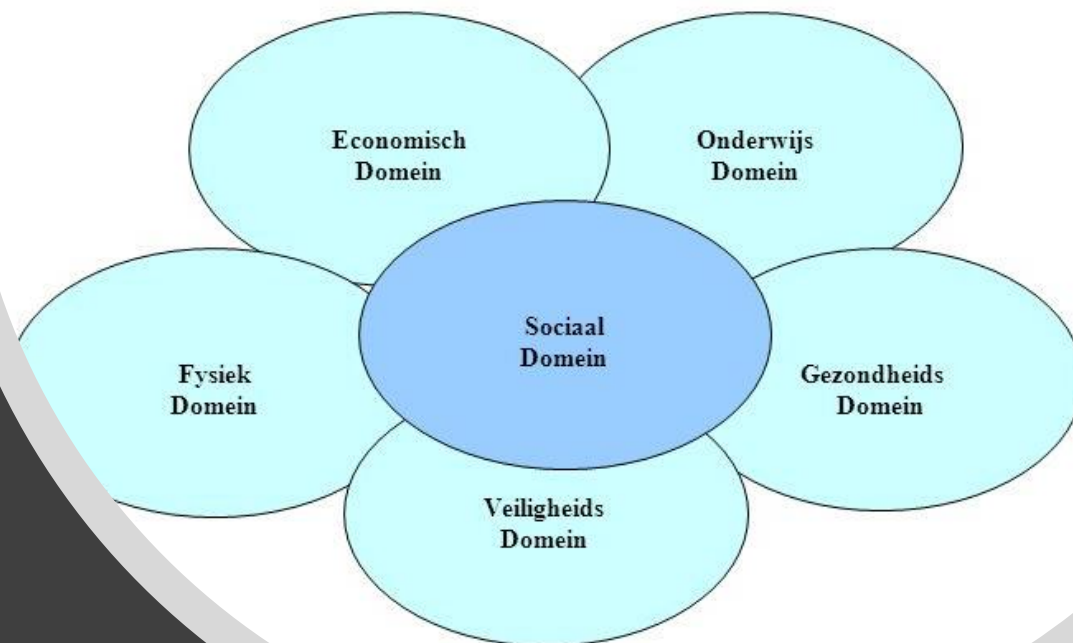 Economisch
Domein
Onderwijs
Domein
Sociaal
Domein
Fysiek
Domein
Gezondheids
Domein
Veiligheids
Domein